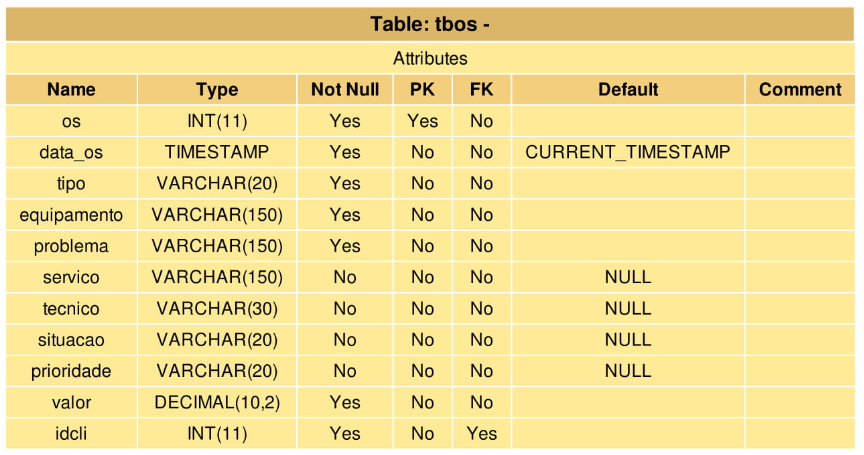 Table: tbos -
Attributes
Name Type Not Null PK FK Default Comment
os INT(11) Yes Yes No
data_os TIMESTAMP Yes No No CURRENT_TIMESTAMP
tipo VARCHAR(20) Yes No No
equipamento VARCHAR(150) Yes No No
problema VARCHAR(150) Yes No No
servico VARCHAR(150) No No No NULL
tecnico VARCHAR(30) No No No NULL
situacao VARCHAR(20) No No No NULL
prioridade VARCHAR(20) No No No NULL
valor DECIMAL(10,2) Yes No No
idcli INT(11) Yes No Yes